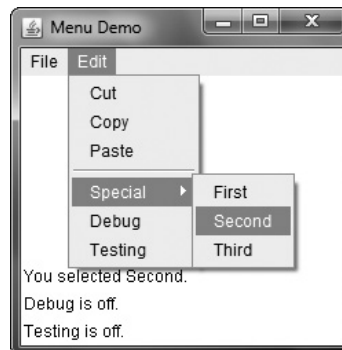 Menu Demo
File Edit
Cut
Copy
Paste
Special First
Debug Second
Testing Third
You selected Second.
Debug is off.
Testing is off.